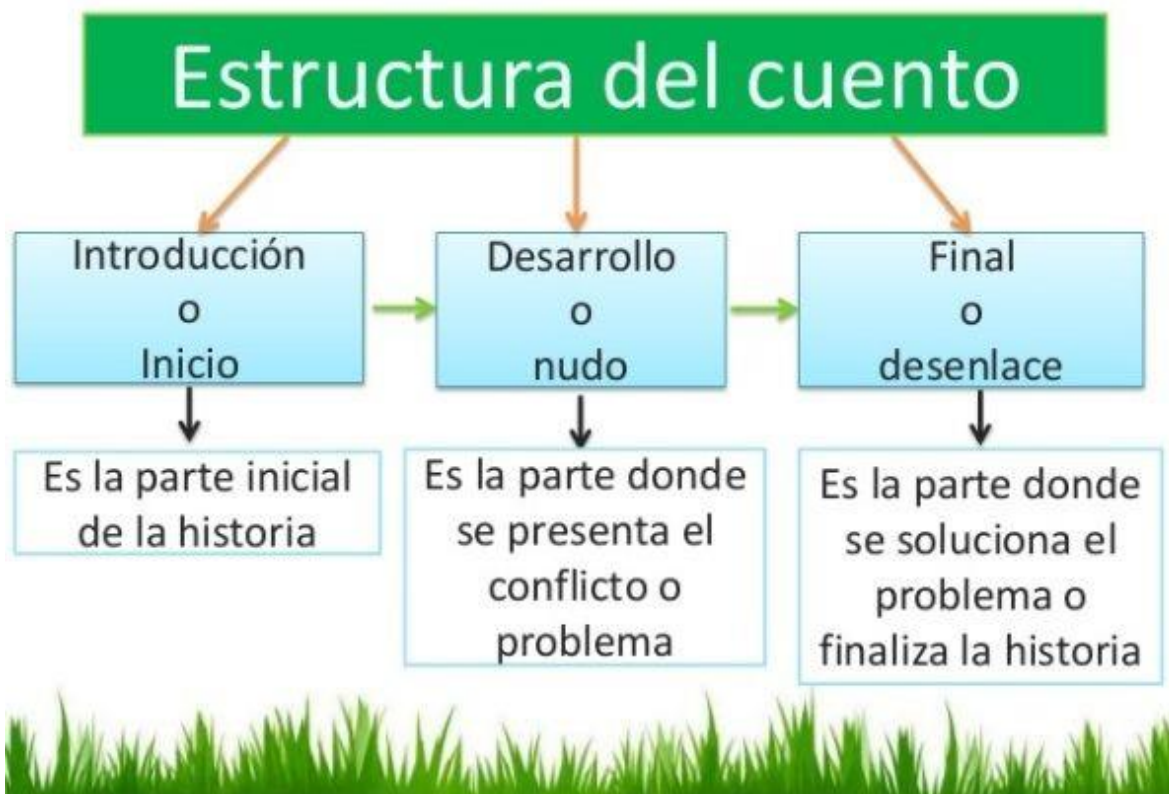 Estructura del cuento
Introducción
o
Inicio
Desarrollo
o
nudo
Final
o
desenlace
Es la parte inicial
de la historia
Es la parte donde
se presenta el
conflicto o
problema
Es la parte donde
se soluciona el
problema o
finaliza la historia